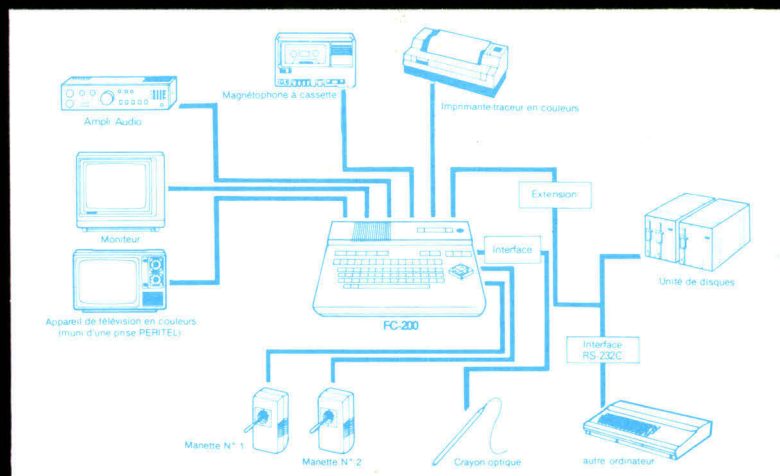 Magnétophone à cassette
Imprimante-traceur en couleurs
Ampli Audio
Extension
Moniteur
Interface
Unité de disques
Appareil de télévision en couleurs
(muni d'une prise PERITEL)
FC-200
Interface
RS-232C
Manette N° 1
Manette N° 2
Crayon optique
autre ordinateur